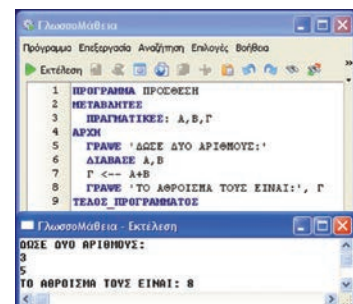 ΓλωσσοΜάθεια
Πρόγραμμα Επεξεργασία Αναζήτηση Επιλογές Βοήθεια
Εκτέλεση
1 ΠΡΟΓΡΑΜΜΑ ΠΡΟΣΘΕΣΗ
2 ΜΕΤΑΒΛΗΤΕΣ
3 ΠΡΑΓΜΑΤΙΚΕΣ: Α,Β,Γ
4 ΑΡΧΗ
5 ΓΡΑΨΕ 'ΔΩΣΕ ΔΥΟ ΑΡΙΘΜΟΥΣ:'
6 ΔΙΑΒΑΣΕ Α,Β
7 Γ <-- Α+Β
8 ΓΡΑΨΕ 'ΤΟ ΑΘΡΟΙΣΜΑ ΤΟΥΣ ΕΙΝΑΙ:', Γ
9 ΤΕΛΟΣ_ΠΡΟΓΡΑΜΜΑΤΟΣ
ΓλωσσοΜάθεια - Εκτέλεση
ΔΩΣΕ ΔΥΟ ΑΡΙΘΜΟΥΣ:
3
5
ΤΟ ΑΘΡΟΙΣΜΑ ΤΟΥΣ ΕΙΝΑΙ: 8